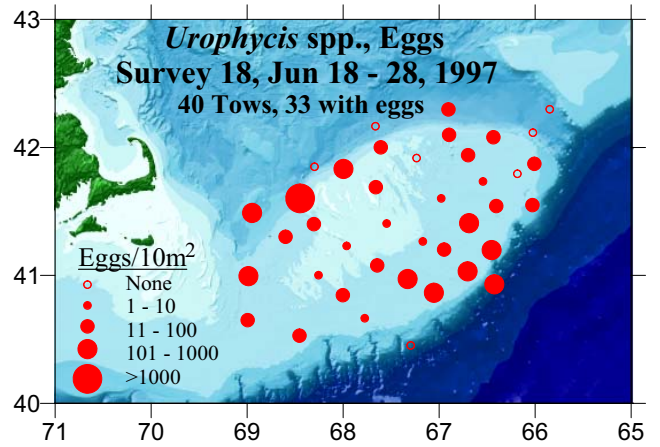 Urophycis spp., Eggs
Survey 18, Jun 18 - 28, 1997
40 Tows, 33 with eggs
43
42
41
40
Eggs/10m²
None
1 - 10
11 - 100
101 - 1000
>1000
71 70 69 68 67 66 65